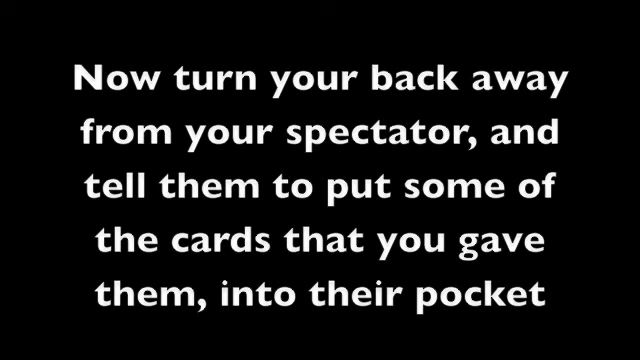 Now turn your back away
from your spectator, and
tell them to put some of
the cards that you gave
them, into their pocket